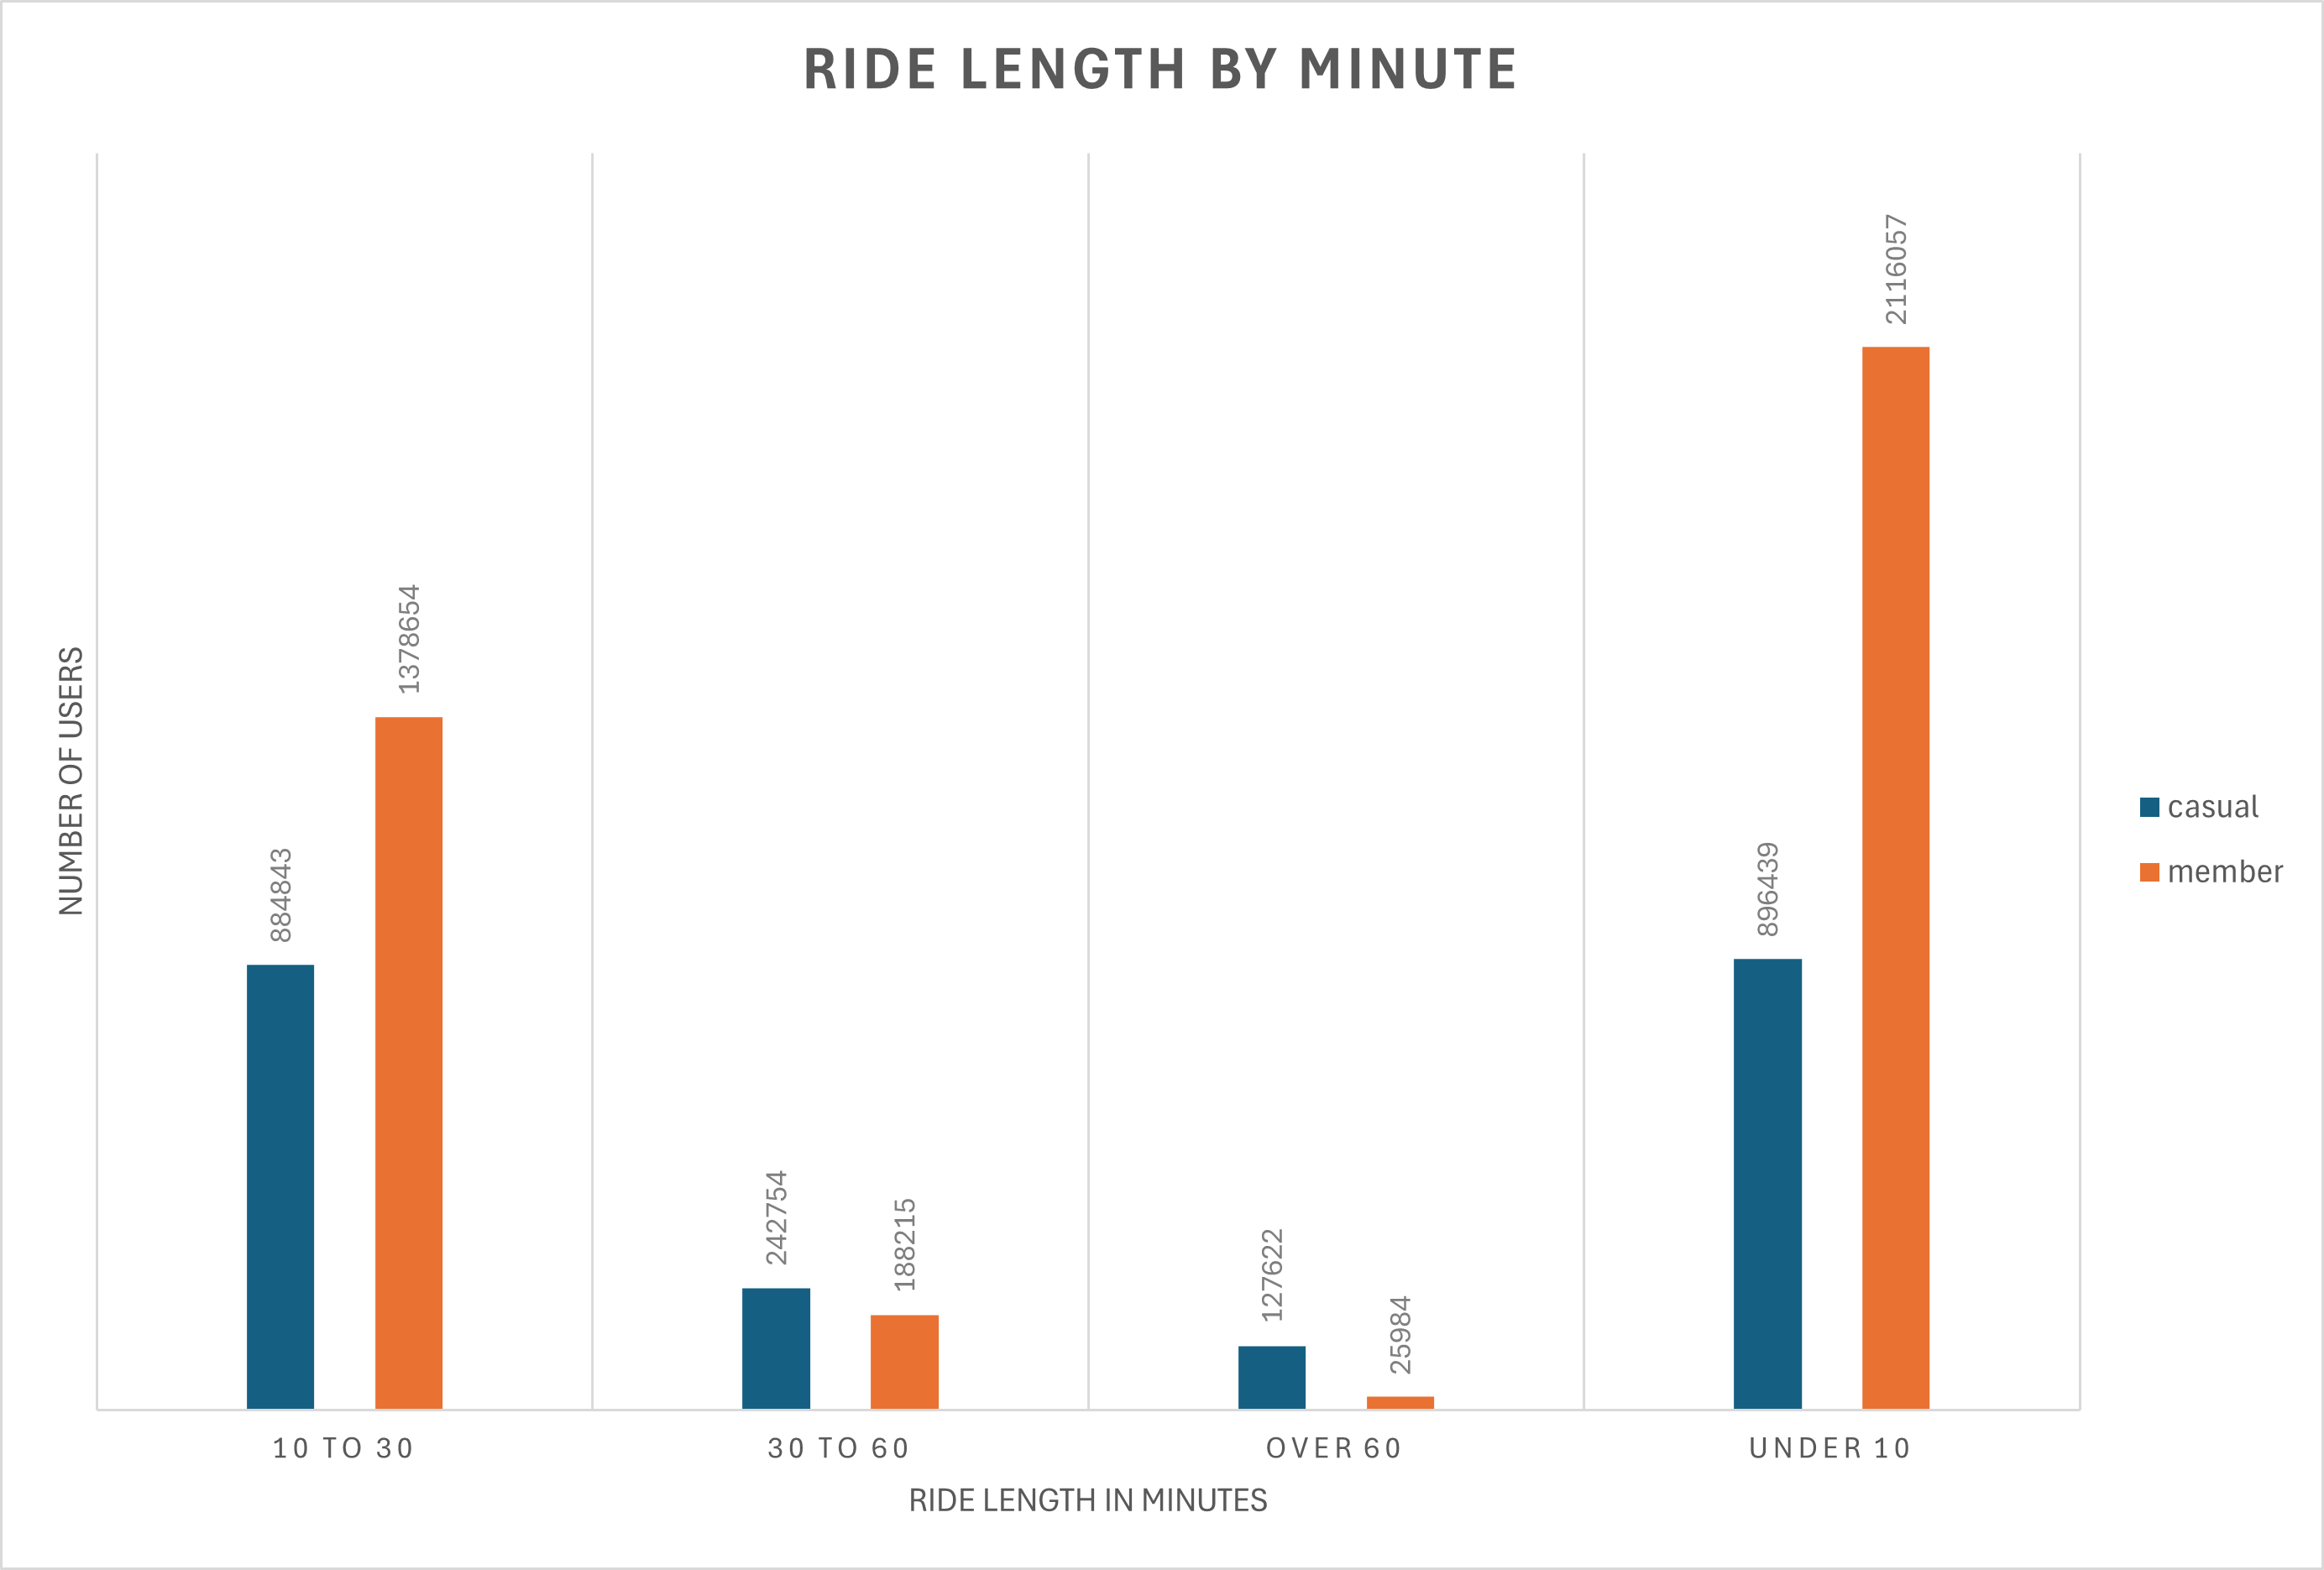 RIDE LENGTH BY MINUTE
NUMBER OF USERS
884843
1378654
242754
188215
127622
25984
896439
2116057
10 TO 30
30 TO 60
OVER 60
UNDER 10
RIDE LENGTH IN MINUTES
casual
member